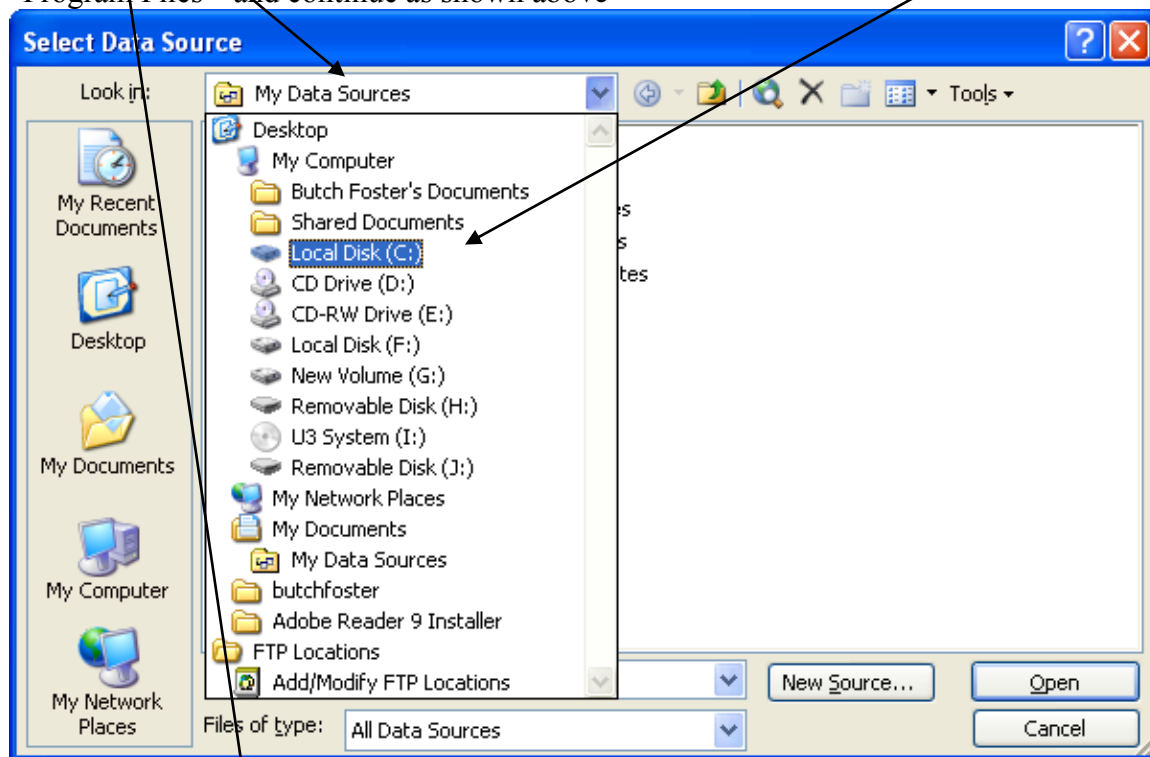 Program Files" and continue as shown above
Select Data Source
Look in:
My Data Sources
Tools
Desktop
My Computer
Butch Foster's Documents
Shared Documents
Local Disk (C:)
CD Drive (D:)
CD-RW Drive (E:)
Local Disk (F:)
New Volume (G:)
Removable Disk (H:)
U3 System (I:)
Removable Disk (J:)
My Network Places
My Documents
My Data Sources
butchfoster
Adobe Reader 9 Installer
FTP Locations
Add/Modify FTP Locations
es
s
tes
My Recent
Documents
Desktop
My Documents
My Computer
My Network
Places
New Source...
Open
Files of type:
All Data Sources
Cancel